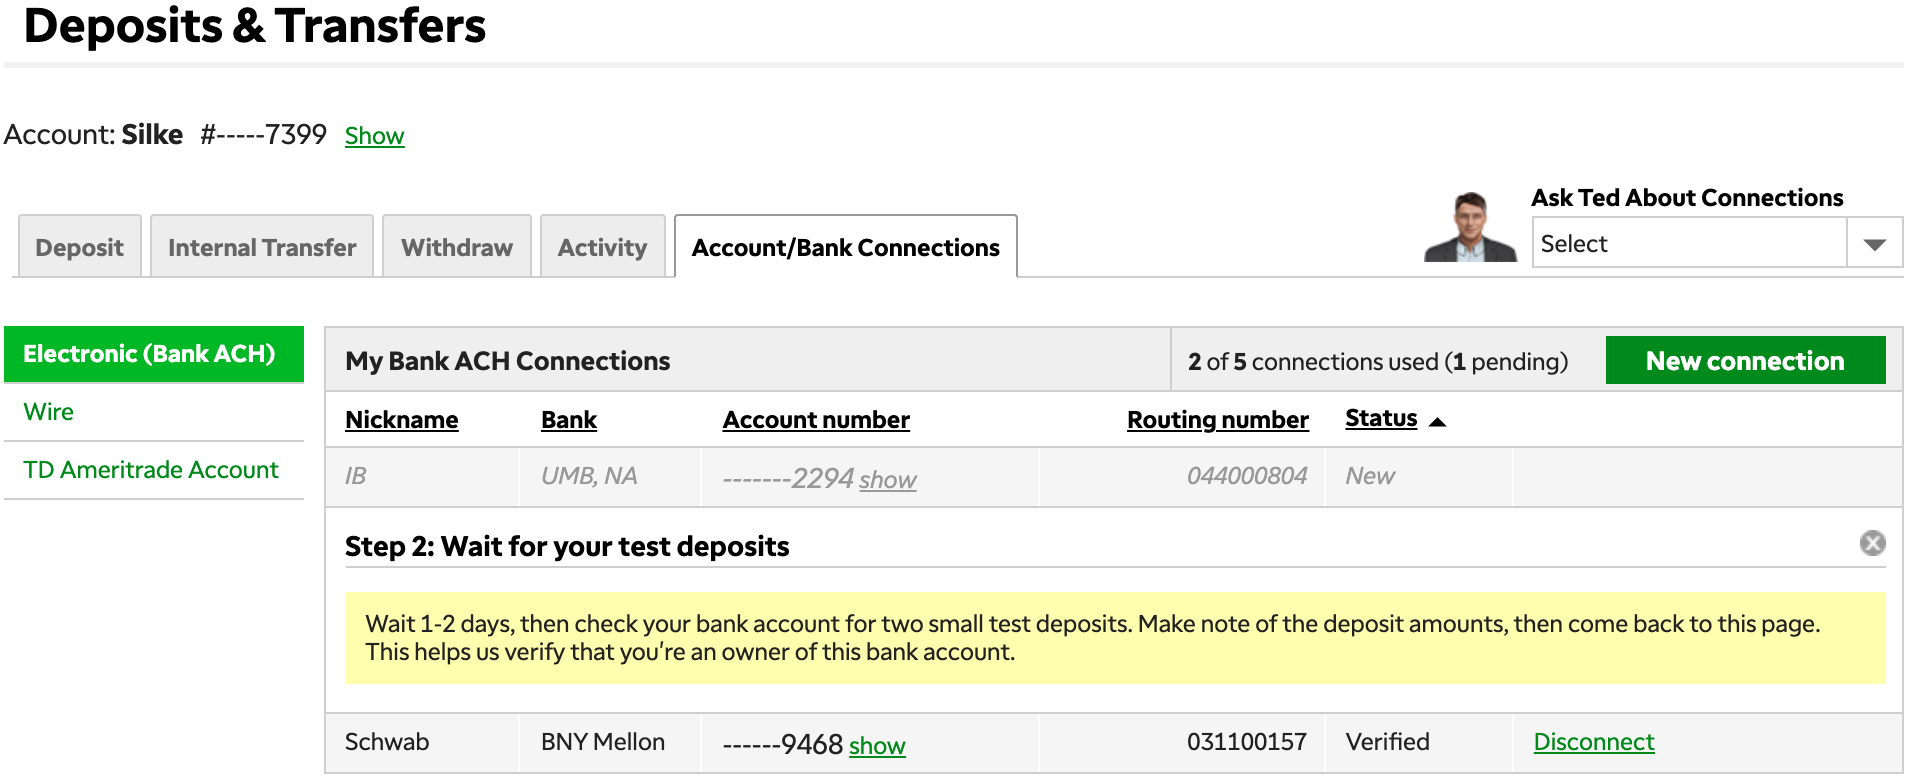 Deposits & Transfers
Account: Silke #-----7399 Show
Ask Ted About Connections
Select
Deposit
Internal Transfer
Withdraw
Activity
Account/Bank Connections
Electronic (Bank ACH)
Wire
TD Ameritrade Account
My Bank ACH Connections
2 of 5 connections used (1 pending)
New connection
Nickname Bank Account number Routing number Status
IB UMB, NA -------2294 show 044000804 New
Step 2: Wait for your test deposits
Wait 1-2 days, then check your bank account for two small test deposits. Make note of the deposit amounts, then come back to this page.
This helps us verify that you're an owner of this bank account.
Schwab BNY Mellon ------9468 show 031100157 Verified Disconnect